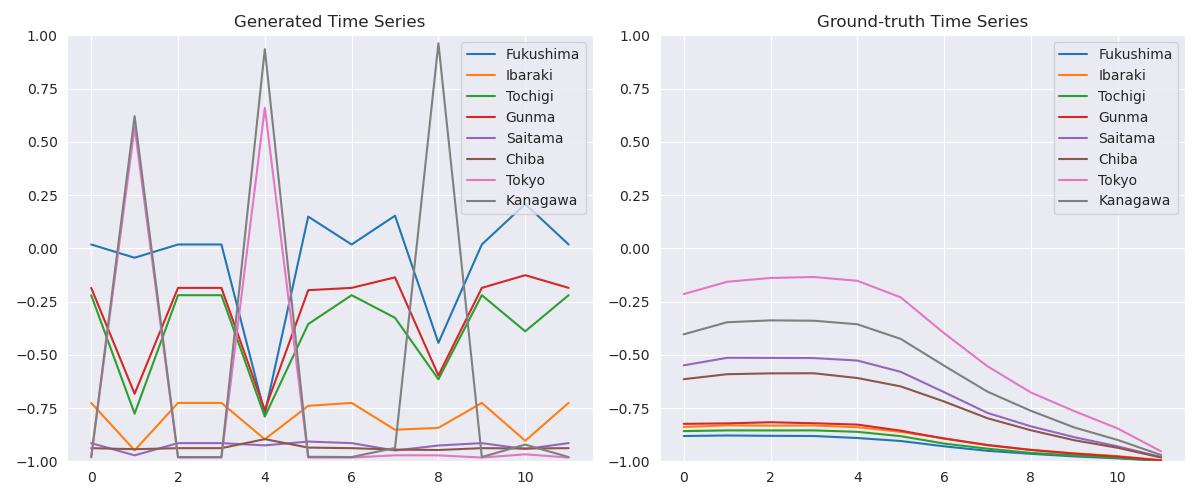 Generated Time Series
1.00
0.75
0.50
0.25
0.00
−0.25
−0.50
−0.75
−1.00
0 2 4 6 8 10
Fukushima
Ibaraki
Tochigi
Gunma
Saitama
Chiba
Tokyo
Kanagawa
Ground-truth Time Series
1.00
0.75
0.50
0.25
0.00
−0.25
−0.50
−0.75
−1.00
0 2 4 6 8 10
Fukushima
Ibaraki
Tochigi
Gunma
Saitama
Chiba
Tokyo
Kanagawa